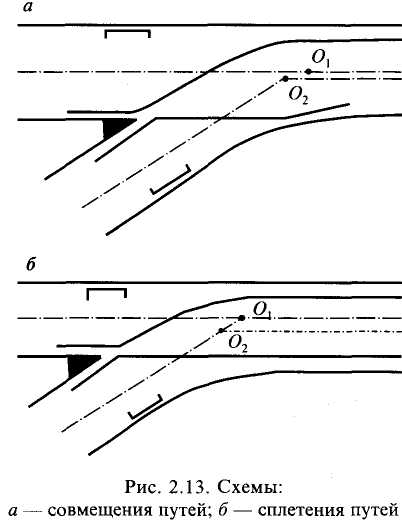 а
O1
O2
б
O1
O2
Рис. 2.13. Схемы:
а — совмещения путей; б — сплетения путей